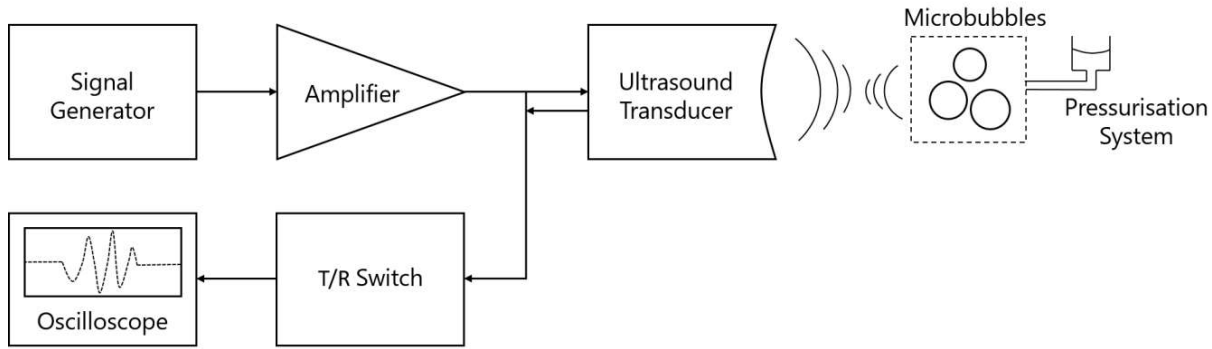 Signal
Generator
Amplifier
Ultrasound
Transducer
Microbubbles
Pressurisation
System
Oscilloscope
T/R Switch